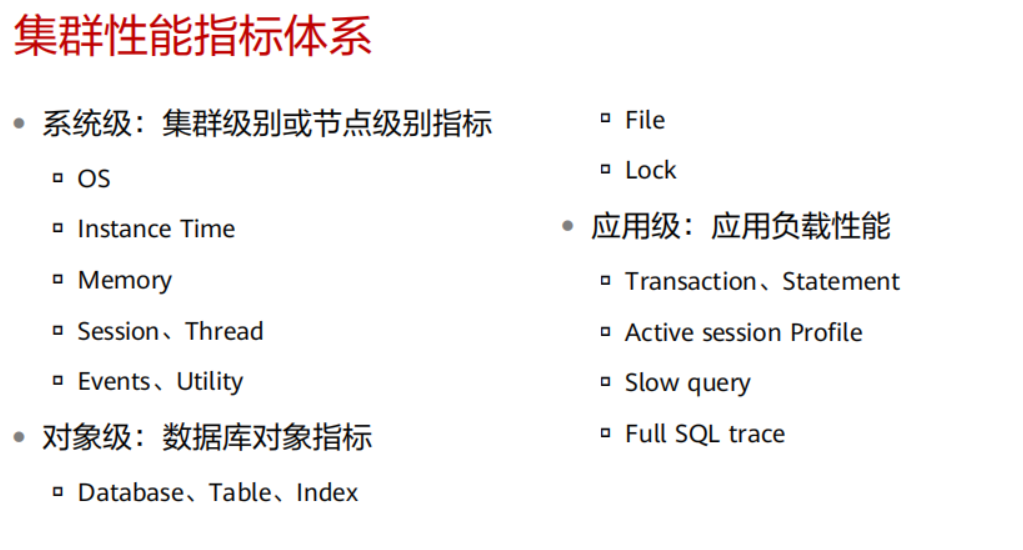 集群性能指标体系
系统级：集群级别或节点级别指标
OS
Instance Time
Memory
Session、Thread
Events、Utility
对象级：数据库对象指标
Database、Table、Index
File
Lock
应用级：应用负载性能
Transaction、Statement
Active session Profile
Slow query
Full SQL trace